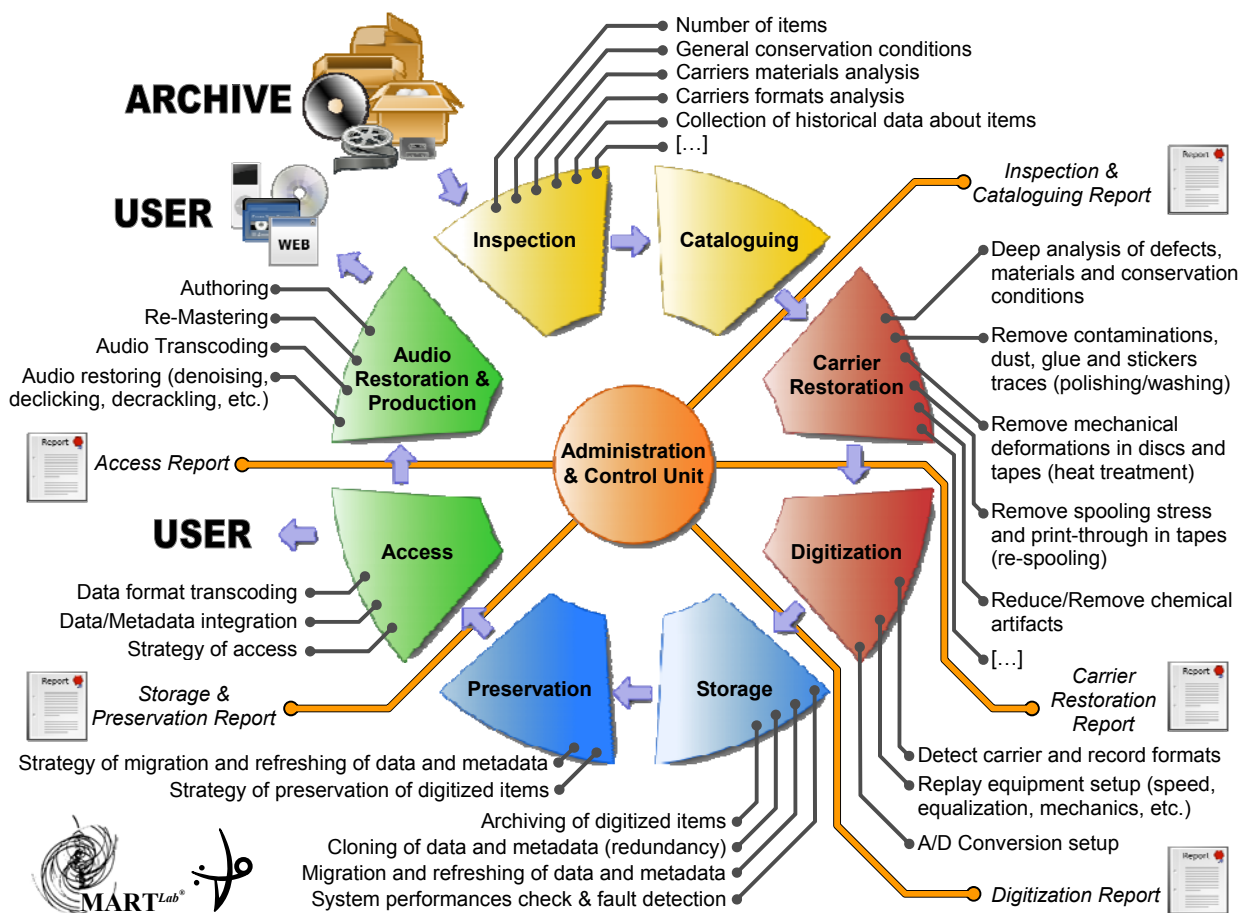 ARCHIVE
Number of items
General conservation conditions
Carriers materials analysis
Carriers formats analysis
Collection of historical data about items
[...]
USER
WEB
Inspection
Cataloguing
Inspection &
Cataloguing Report
Report
Deep analysis of defects,
materials and conservation
conditions
Remove contaminations,
dust, glue and stickers
traces (polishing/washing)
Remove mechanical
deformations in discs and
tapes (heat treatment)
Remove spooling stress
and print-through in tapes
(re-spooling)
Reduce/Remove chemical
artifacts
[...]
Carrier
Restoration
Authoring
Re-Mastering
Audio Transcoding
Audio restoring (denoising,
declicking, decrackling, etc.)
Audio
Restoration &
Production
Report
Access Report
Administration
& Control Unit
USER
Access
Data format transcoding
Data/Metadata integration
Strategy of access
Digitization
Report
Storage &
Preservation Report
Preservation
Storage
Carrier
Restoration
Report
Report
Detect carrier and record formats
Replay equipment setup (speed,
equalization, mechanics, etc.)
A/D Conversion setup
Strategy of migration and refreshing of data and metadata
Strategy of preservation of digitized items
Archiving of digitized items
Cloning of data and metadata (redundancy)
Migration and refreshing of data and metadata
System performances check & fault detection
Digitization Report
Report
MART Lab®